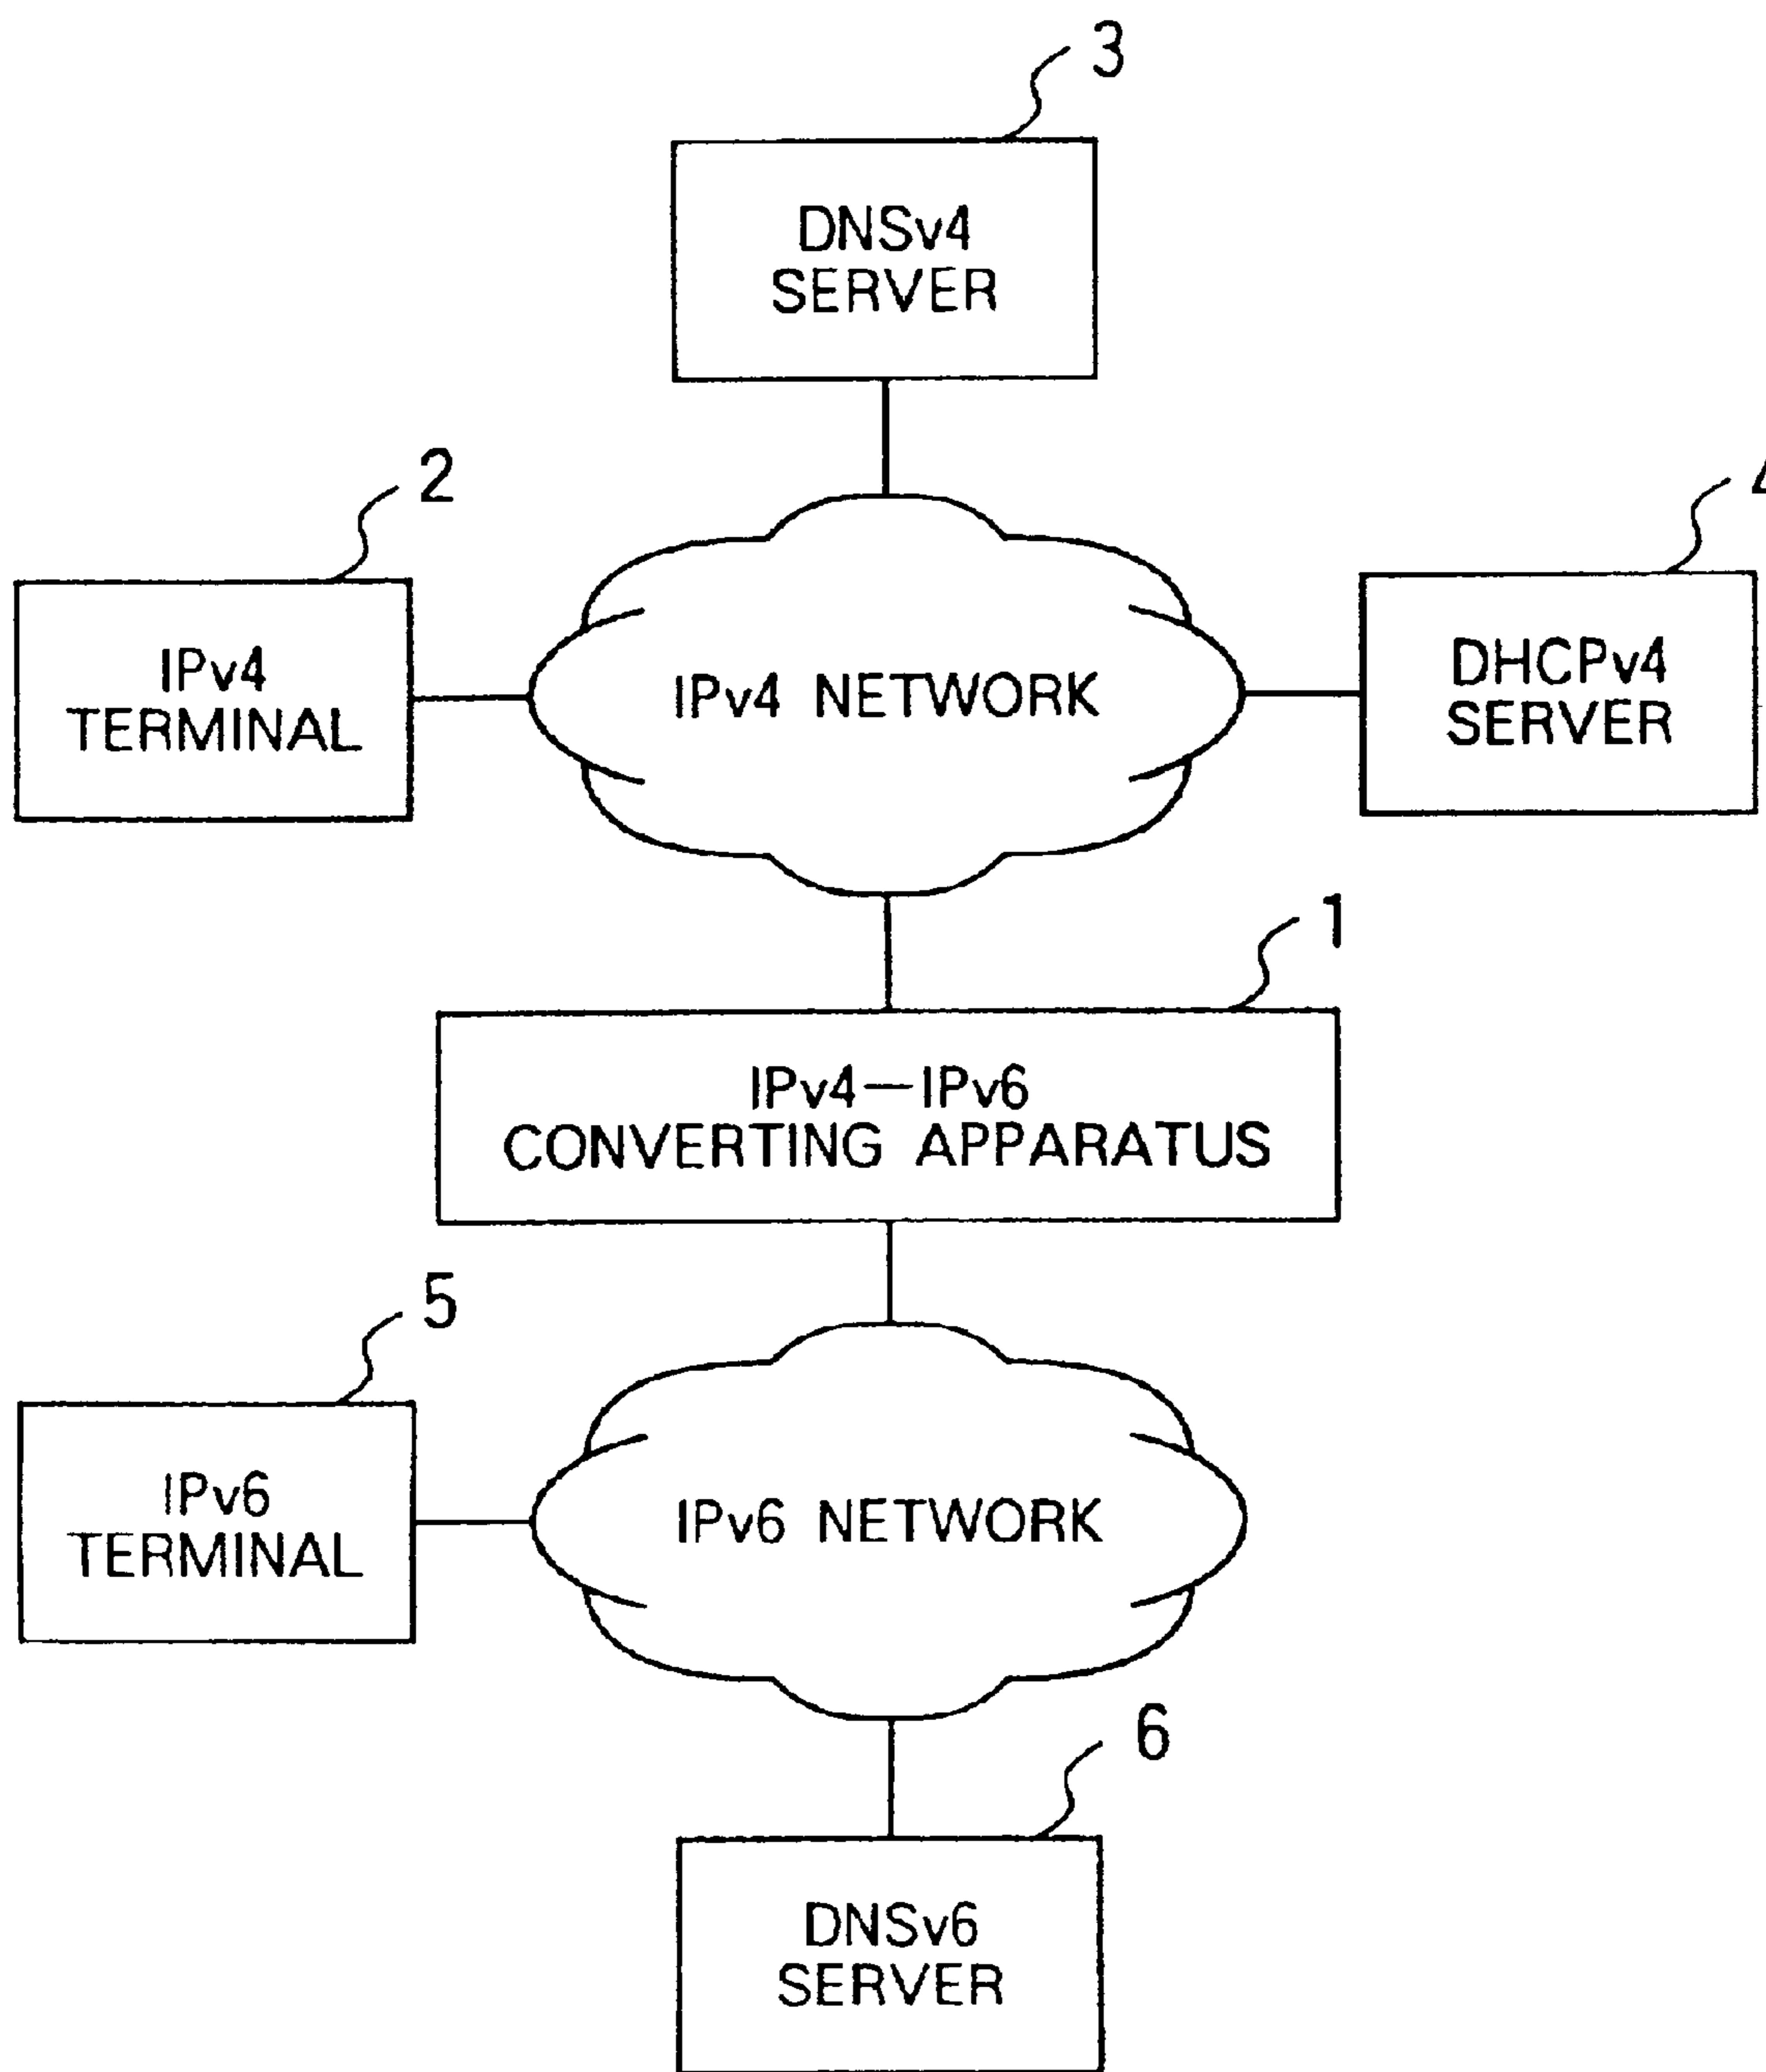 3
DNSv4
SERVER
2
4
IPv4
TERMINAL
IPv4 NETWORK
DHCPv4
SERVER
1
IPv4—IPv6
CONVERTING APPARATUS
5
IPv6
TERMINAL
IPv6 NETWORK
6
DNSv6
SERVER